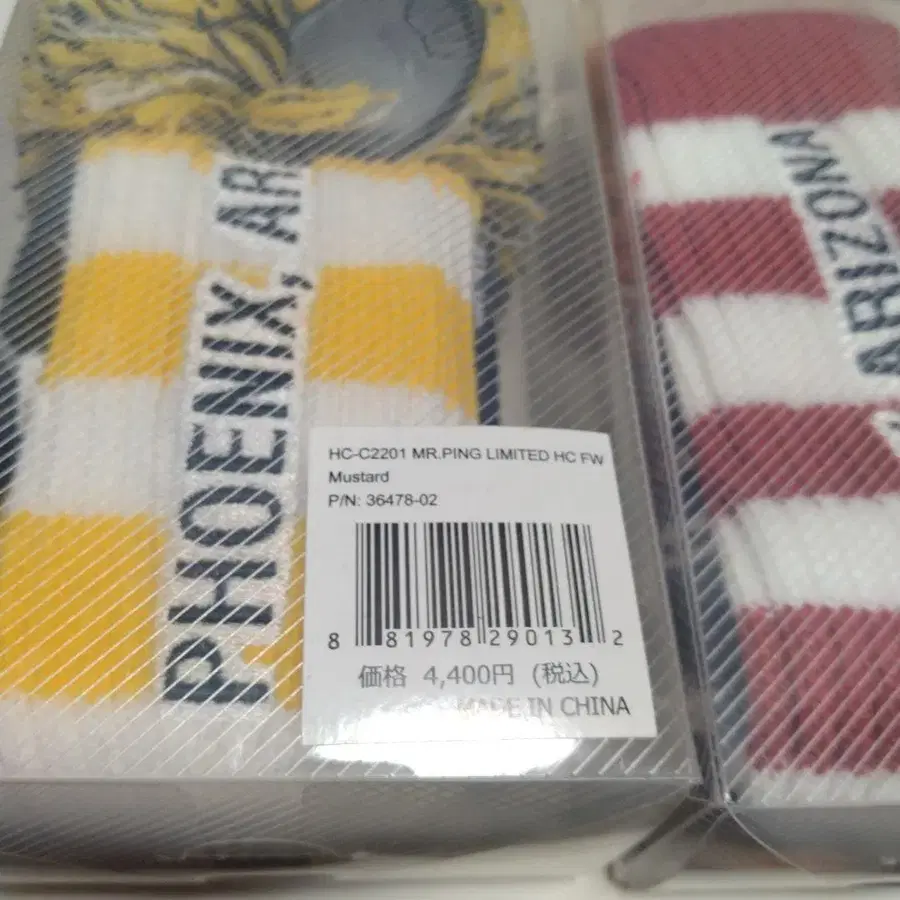 PHOENIX, AR
ARIZONA
HC-C2201 MR.PING LIMITED HC FW
Mustard
P/N: 36478-02
8 81978 29013 2
価格 4,400円 (税込)
MADE IN CHINA